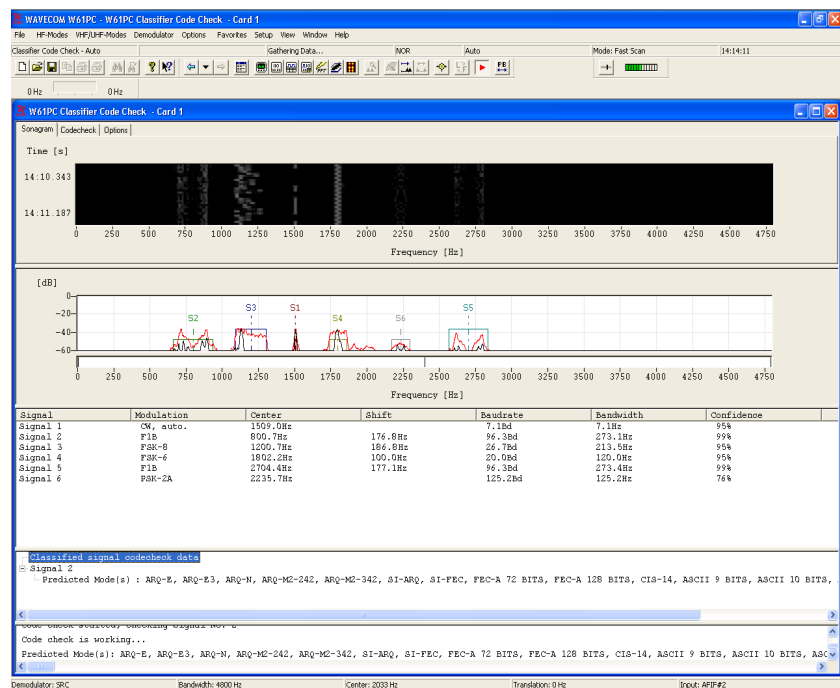 WAVECOM W61PC - W61PC Classifier Code Check - Card 1
File HF-Modes VHF/UHF-Modes Demodulator Options Favorites Setup View Window Help
Classifier Code Check - Auto Gathering Data... NOR Auto Mode: Fast Scan 14:14:11
0 Hz 0 Hz
W61PC Classifier Code Check - Card 1
Sonagram Codecheck Options
Time [s]
14:10.343
14:11.187
0 250 500 750 1000 1250 1500 1750 2000 2250 2500 2750 3000 3250 3500 3750 4000 4250 4500 4750
Frequency [Hz]
[dB]
0
-20
-40
-60
S2 S3 S1 S4 S6 S5
0 250 500 750 1000 1250 1500 1750 2000 2250 2500 2750 3000 3250 3500 3750 4000 4250 4500 4750
Frequency [Hz]
Signal Modulation Center Shift Baudrate Bandwidth Confidence
Signal 1 CW, auto. 1509.0Hz 7.1Bd 7.1Hz 95%
Signal 2 F1B 800.7Hz 176.8Hz 96.3Bd 273.1Hz 99%
Signal 3 FSK-8 1200.7Hz 186.8Hz 26.7Bd 213.5Hz 95%
Signal 4 FSK-6 1802.2Hz 100.0Hz 20.0Bd 120.0Hz 95%
Signal 5 F1B 2704.4Hz 177.1Hz 96.3Bd 273.4Hz 99%
Signal 6 PSK-2A 2235.7Hz 125.2Bd 125.2Hz 76%
Classified signal codecheck data
Signal 2
Predicted Mode(s) : ARQ-E, ARQ-E3, ARQ-N, ARQ-M2-242, ARQ-M2-342, SI-ARQ, SI-FEC, FEC-A 72 BITS, FEC-A 128 BITS, CIS-14, ASCII 9 BITS, ASCII 10 BITS,
Code check started, checking Signal No. 2
Code check is working...
Predicted Mode(s): ARQ-E, ARQ-E3, ARQ-N, ARQ-M2-242, ARQ-M2-342, SI-ARQ, SI-FEC, FEC-A 72 BITS, FEC-A 128 BITS, CIS-14, ASCII 9 BITS, ASCII 10 BITS, ASC
Demodulator: SRC Bandwidth: 4800 Hz Center: 2033 Hz Translation: 0 Hz Input: AFIF#2